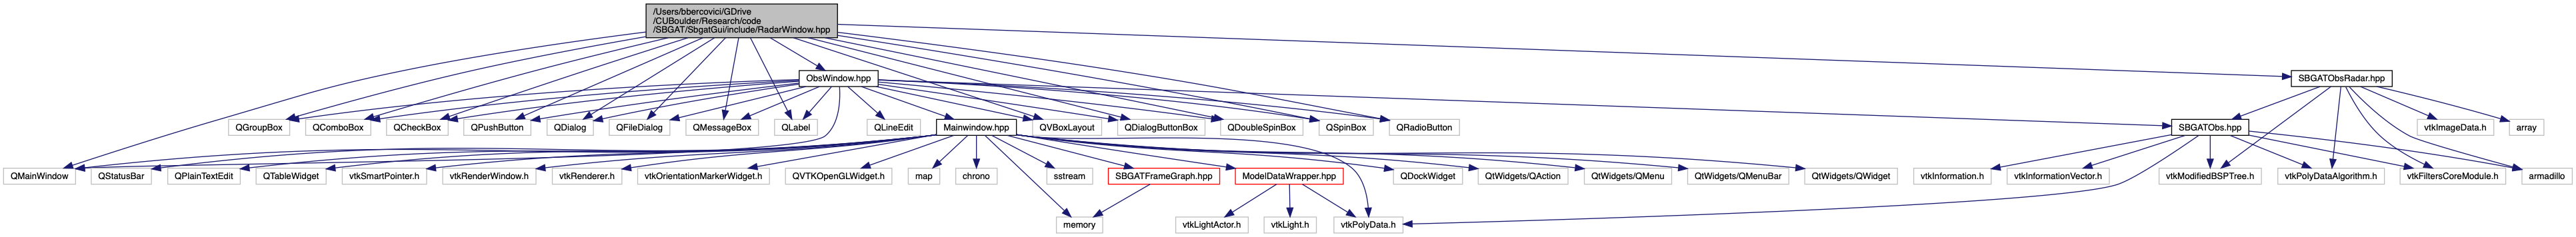 /Users/bbercovici/GDrive
/CUBoulder/Research/code
/SBGAT/SbgatGui/include/RadarWindow.hpp
ObsWindow.hpp
SBGATObsRadar.hpp
QGroupBox
QComboBox
QCheckBox
QPushButton
QDialog
QFileDialog
QMessageBox
QLabel
QLineEdit
Mainwindow.hpp
QVBoxLayout
QDialogButtonBox
QDoubleSpinBox
QSpinBox
QRadioButton
SBGATObs.hpp
vtkImageData.h
array
QMainWindow
QStatusBar
QPlainTextEdit
QTableWidget
vtkSmartPointer.h
vtkRenderWindow.h
vtkRenderer.h
vtkOrientationMarkerWidget.h
QVTKOpenGLWidget.h
map
chrono
sstream
SBGATFrameGraph.hpp
ModelDataWrapper.hpp
QDockWidget
QtWidgets/QAction
QtWidgets/QMenu
QtWidgets/QMenuBar
QtWidgets/QWidget
vtkInformation.h
vtkInformationVector.h
vtkModifiedBSPTree.h
vtkPolyDataAlgorithm.h
vtkFiltersCoreModule.h
armadillo
memory
vtkLightActor.h
vtkLight.h
vtkPolyData.h